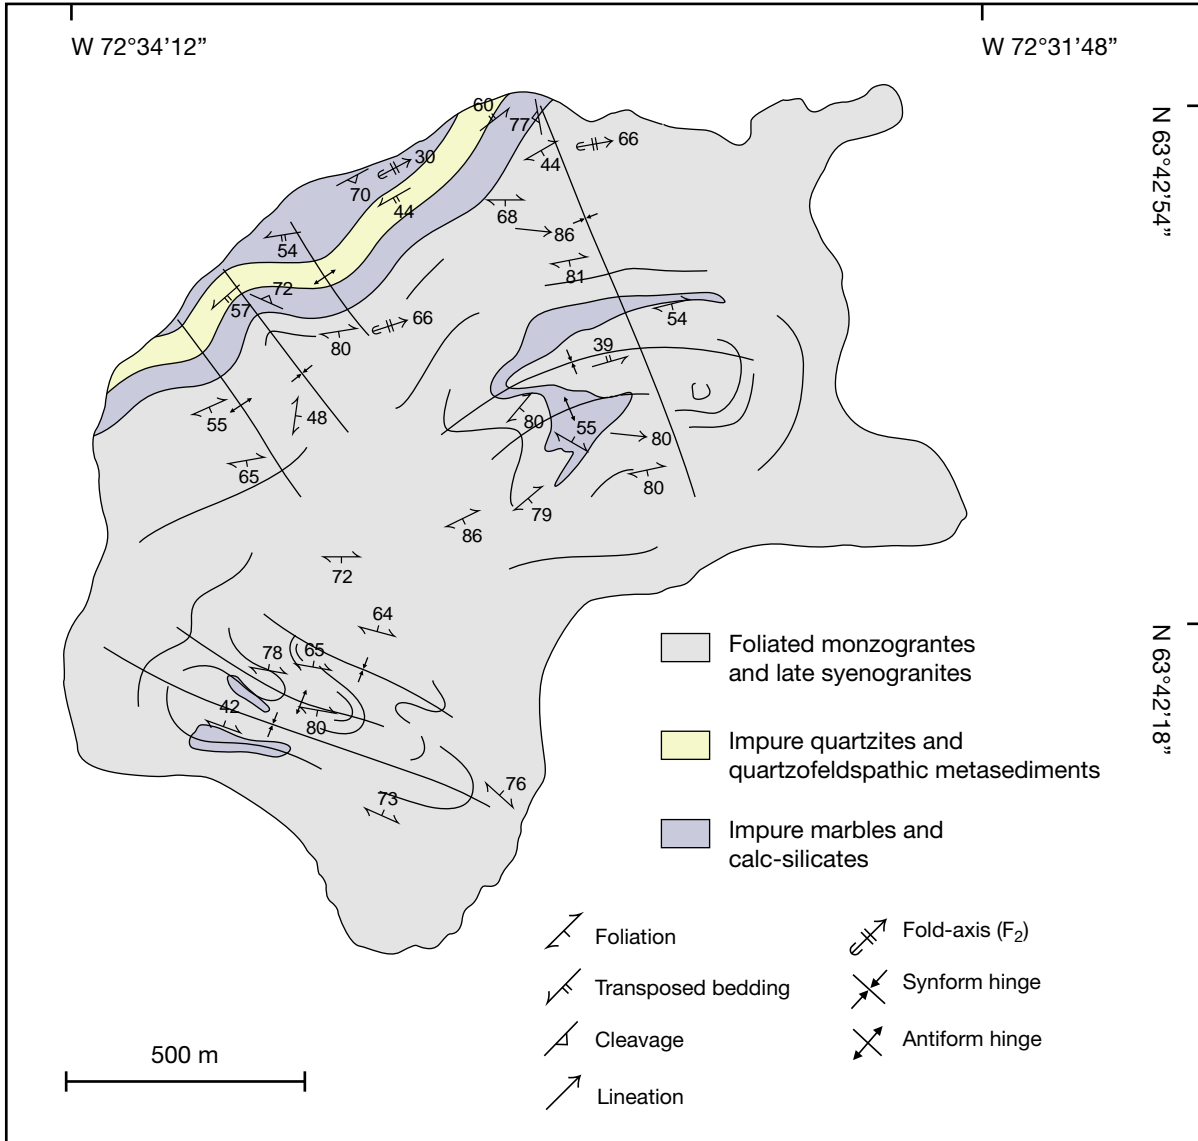 W 72°34’12”
W 72°31’48”
N 63°42’54”
N 63°42’18”
60
77
30
44
66
70
44
68
86
54
81
72
57
54
66
80
39
48
55
80
55
80
65
80
79
86
72
64
78
65
42
80
76
73
Foliated monzograntes
and late syenogranites
Impure quartzites and
quartzofeldspathic metasediments
Impure marbles and
calc-silicates
Foliation
Transposed bedding
Cleavage
Lineation
Fold-axis (F₂)
Synform hinge
Antiform hinge
500 m